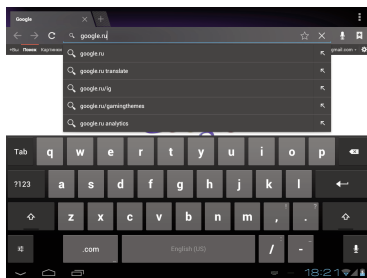 Google
google.ru
+Вы Поиск Картинки
gmail.com
google.ru
google.ru translate
google.ru/ig
google.ru/gamingthemes
google.ru analytics
Tab q w e r t y u i o p
?123 a s d f g h j k l
z x c v b n m , ! . ?
.com English (US) / -
18:21